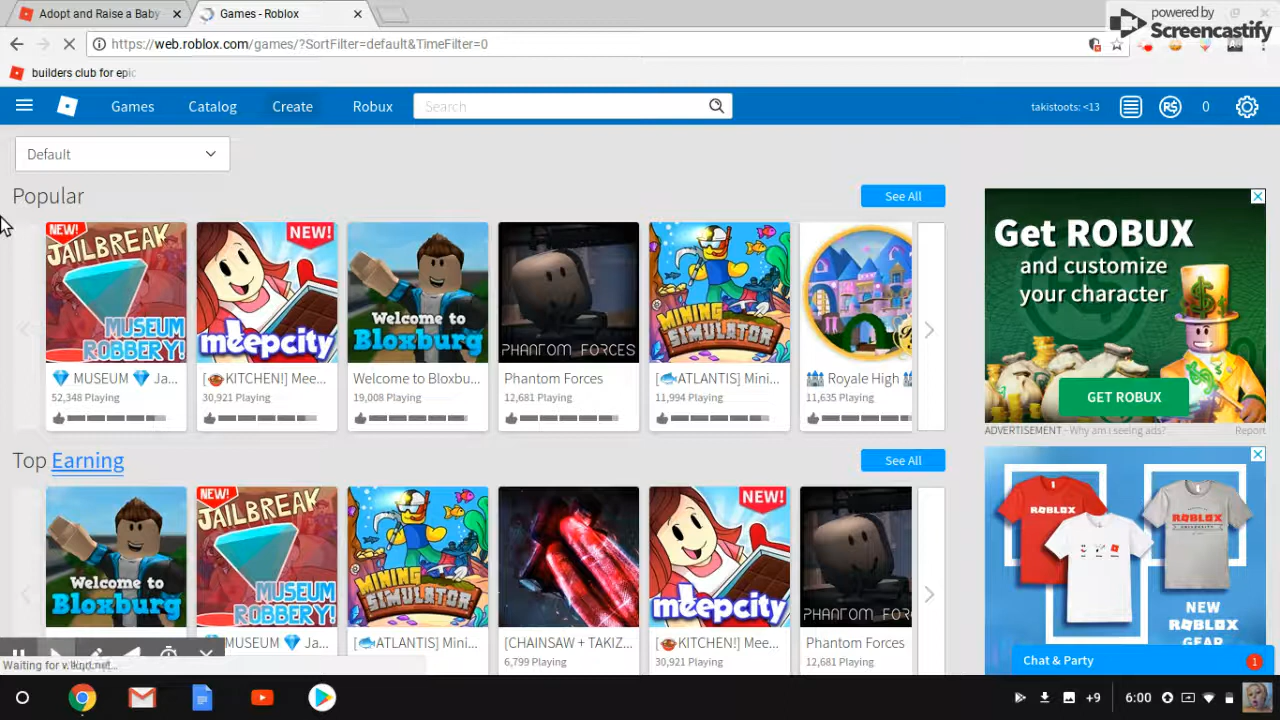 Adopt and Raise a Baby
Games - Roblox
powered by
Screencastify
https://web.roblox.com/games/?SortFilter=default&TimeFilter=0
builders club for epic
Games
Catalog
Create
Robux
Search
takistoots: <13
R$
0
Default
Popular
See All
NEW!
JAILBREAK
MUSEUM
ROBBERY!
NEW!
meepcity
Welcome to
Bloxburg
PHANTOM FORCES
MINING
SIMULATOR
💎 MUSEUM 💎 Ja...
52,348 Playing
[KITCHEN!] Mee...
30,921 Playing
Welcome to Bloxbu...
19,008 Playing
Phantom Forces
12,681 Playing
[🐟ATLANTIS] Mini...
11,994 Playing
🏰 Royale High 🏰
11,635 Playing
Get ROBUX
and customize
your character
GET ROBUX
ADVERTISEMENT - Why am I seeing ads?
Report
Top Earning
See All
Welcome to
Bloxburg
NEW!
JAILBREAK
MUSEUM
ROBBERY!
MINING
SIMULATOR
NEW!
meepcity
PHANTOM FOR
MUSEUM 💎 Ja...
[🐟ATLANTIS] Mini...
[CHAINSAW + TAKIZ...
6,799 Playing
[KITCHEN!] Mee...
30,921 Playing
Phantom Forces
12,681 Playing
ROBLOX
ROBLOX
NEW
ROBLOX
GEAR
Chat & Party
1
+9
6:00